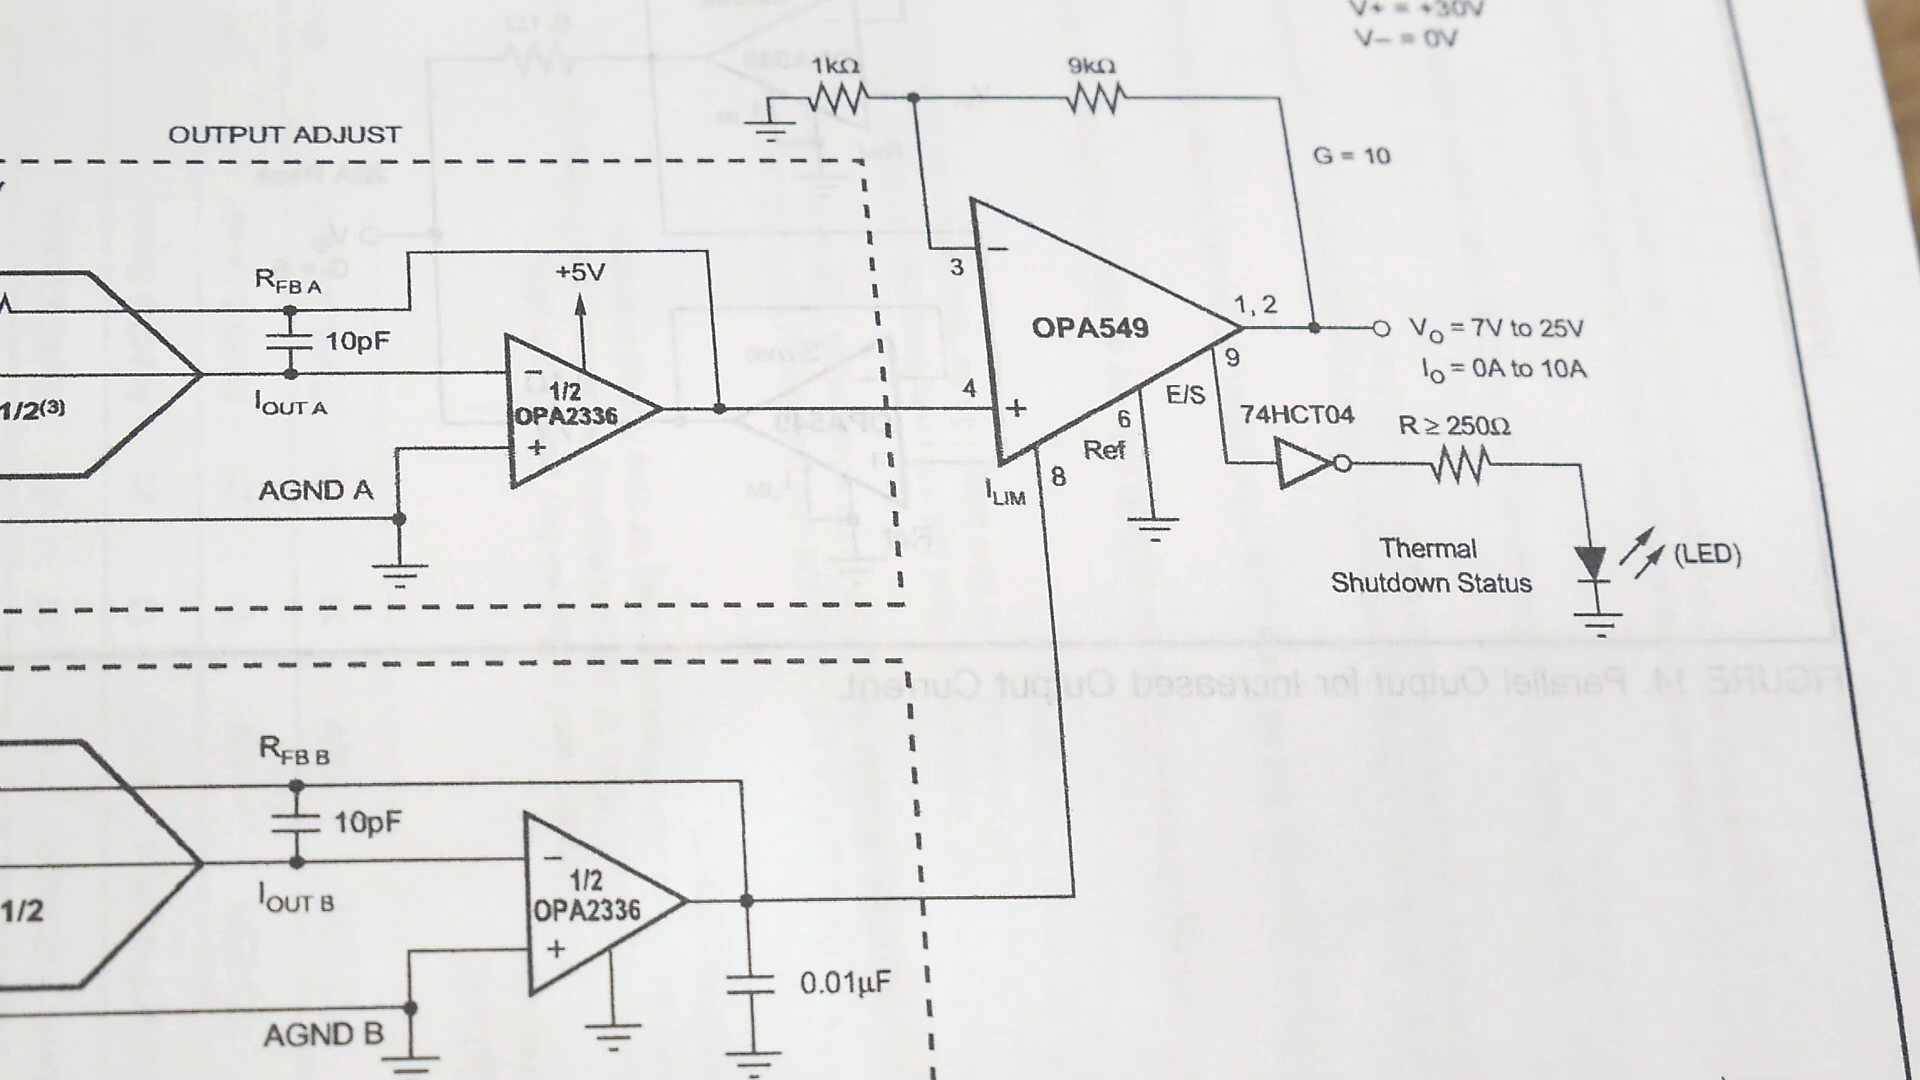 V+ = +30V
V– = 0V
1kΩ
9kΩ
OUTPUT ADJUST
G = 10
R_FB A
+5V
3
–
1, 2
10pF
OPA549
V_O = 7V to 25V
I_O = 0A to 10A
–
4
9
E/S
1/2(3)
I_OUT A
1/2
OPA2336
+
+
6
74HCT04
R ≥ 250Ω
Ref
AGND A
I_LIM
8
Thermal
Shutdown Status
(LED)
FIGURE 14. Parallel Output for Increased Output Current.
R_FB B
10pF
–
1/2
I_OUT B
1/2
OPA2336
+
0.01µF
AGND B